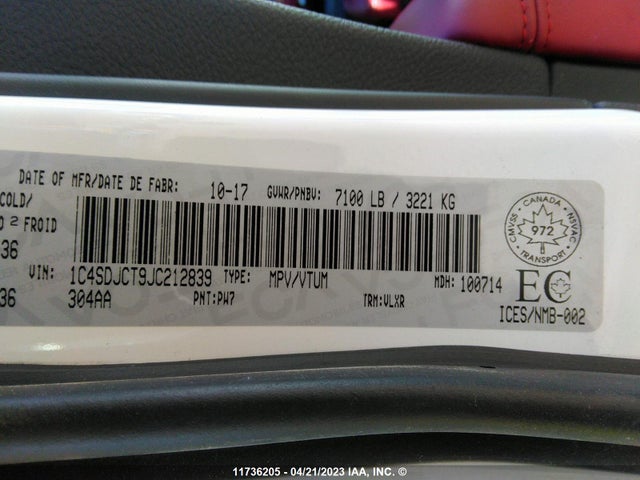 DATE OF MFR/DATE DE FABR: 10-17 GVWR/PNBV: 7100 LB / 3221 KG
COLD/
2 FROID
36
VIN: 1C4SDJCT9JC212839 TYPE: MPV/VTUM MDH: 100714
36 304AA PNT:PW7 TRM:VLXR
CANADA
CMVSS NSVAC
972
TRANSPORT
EC
ICES/NMB-002
11736205 - 04/21/2023 IAA, INC. ©